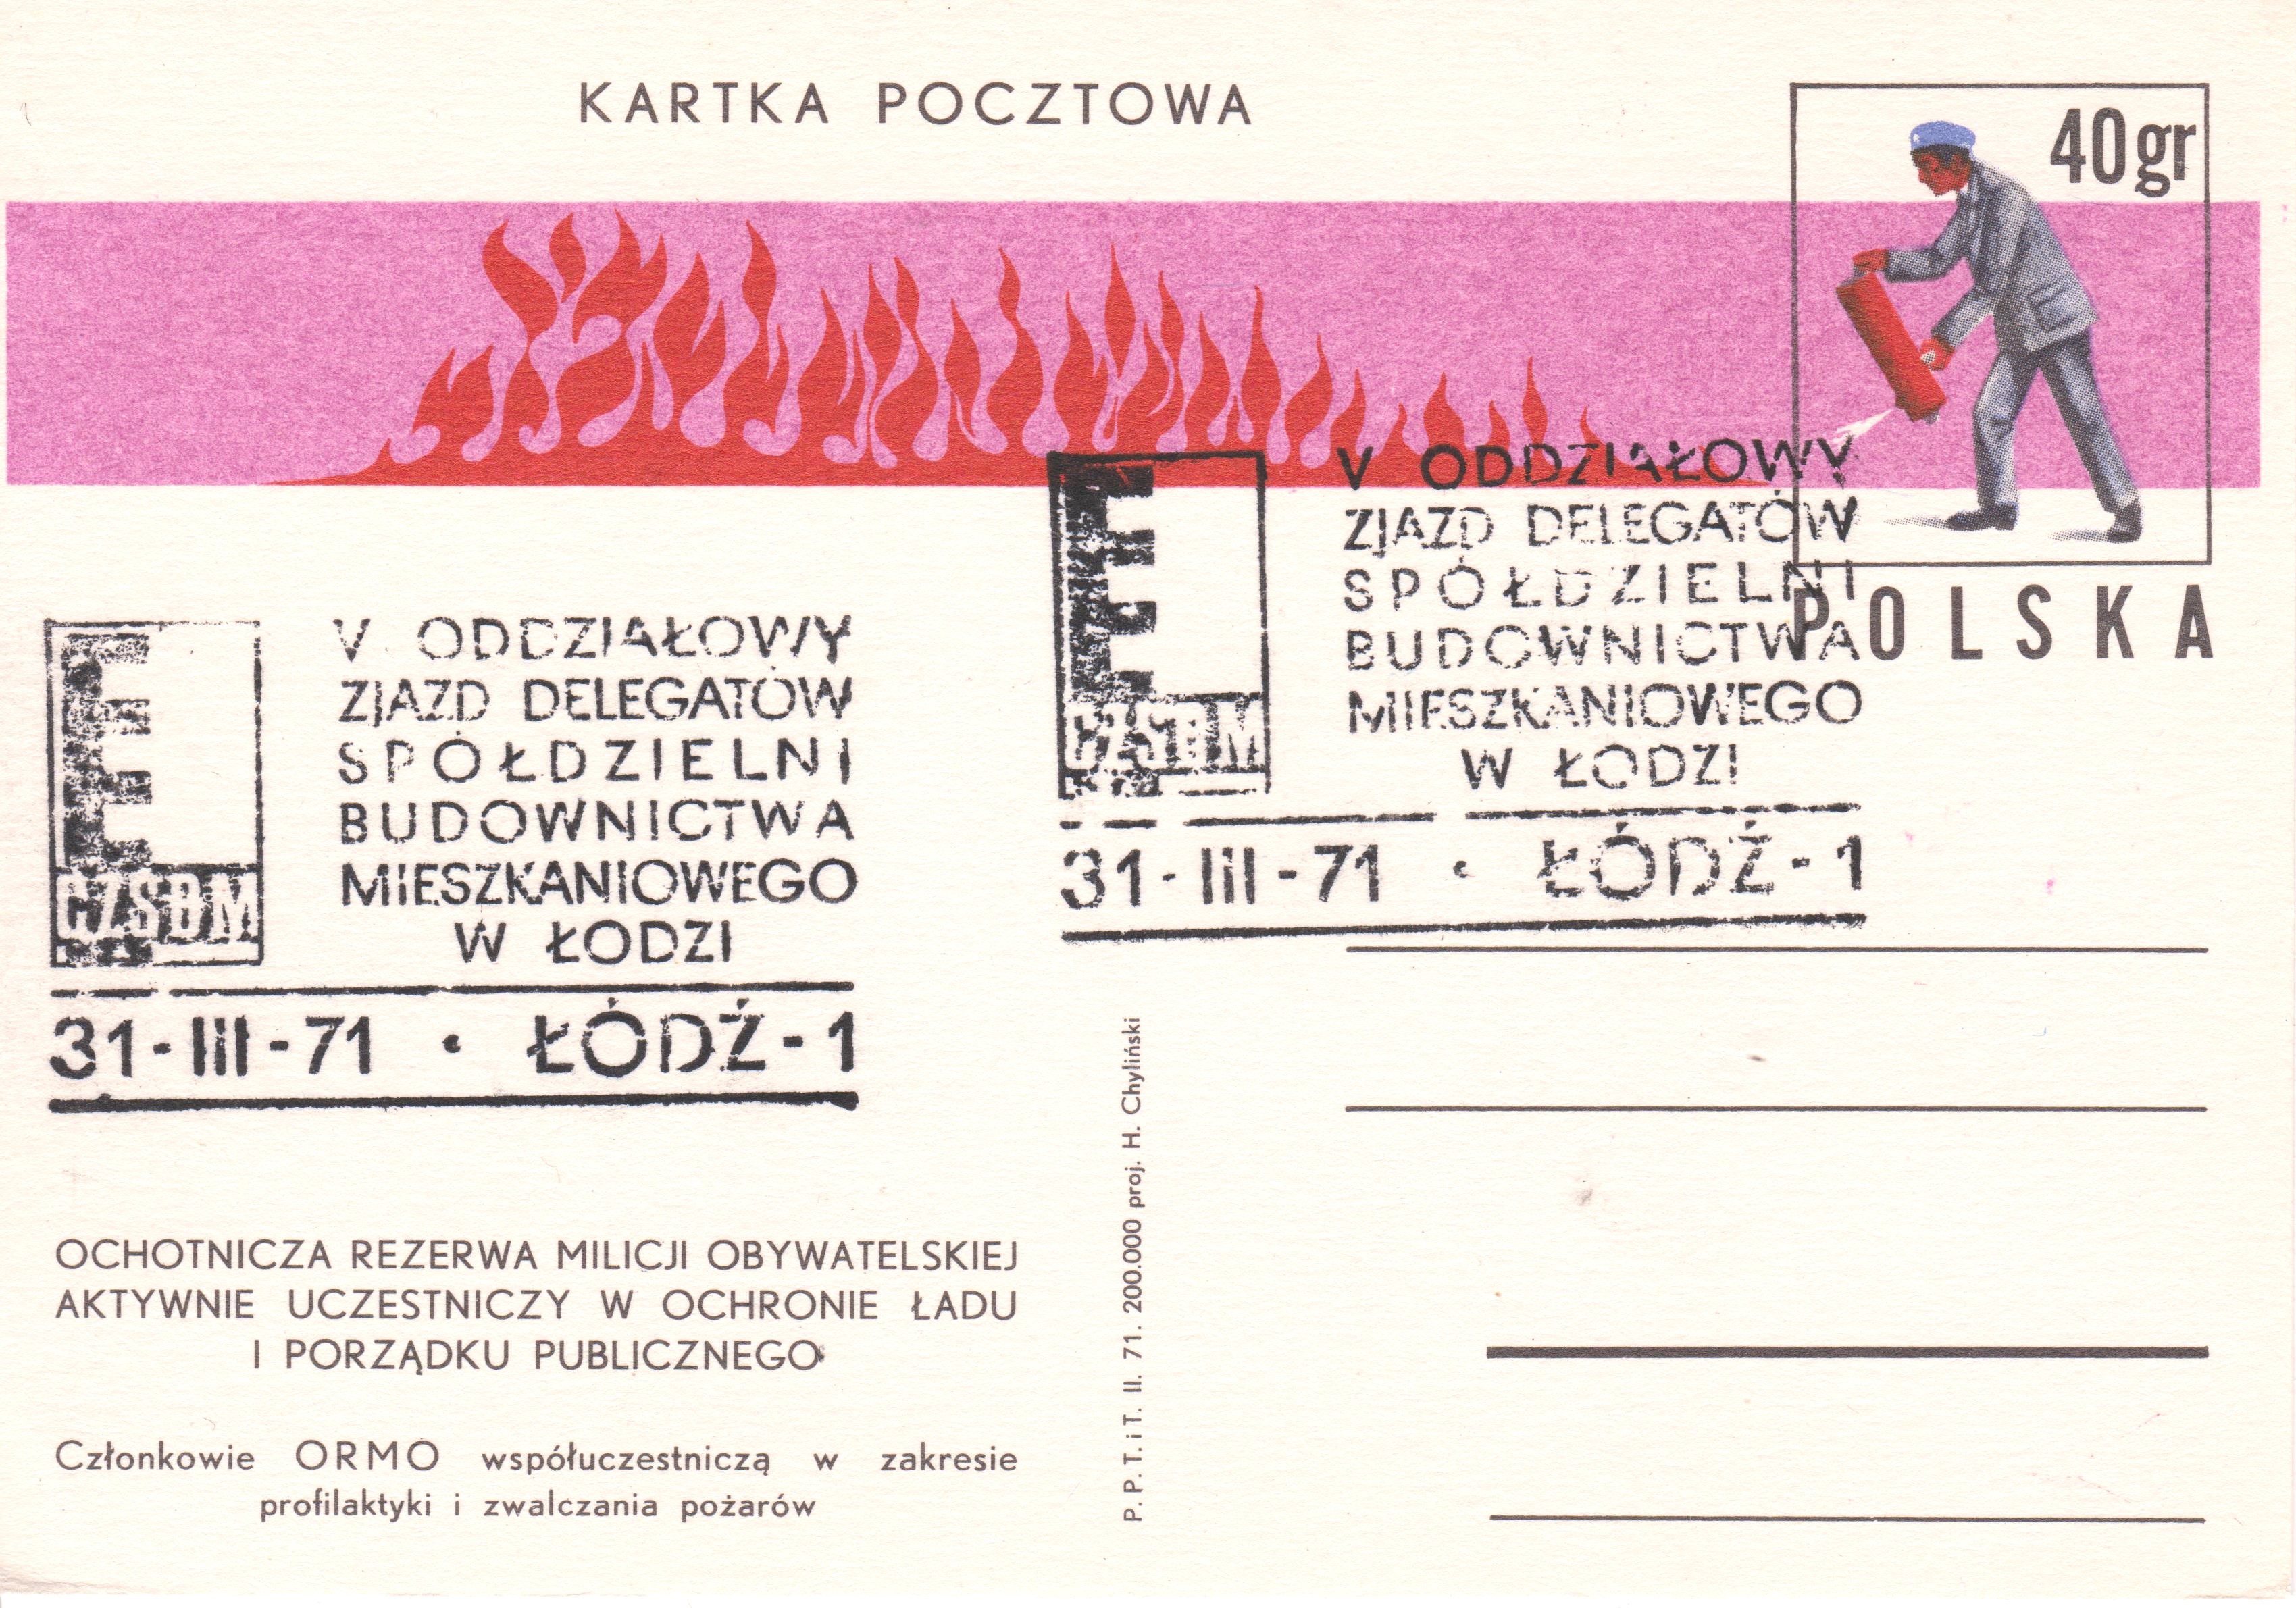 KARTKA POCZTOWA
40gr
POLSKA
V ODDZIAŁOWY
ZJAZD DELEGATÓW
SPÓŁDZIELNI
BUDOWNICTWA
MIESZKANIOWEGO
W ŁODZI
CZSBM
31-III-71 • ŁÓDŹ-1
V ODDZIAŁOWY
ZJAZD DELEGATÓW
SPÓŁDZIELNI
BUDOWNICTWA
MIESZKANIOWEGO
W ŁODZI
CZSBM
31-III-71 • ŁÓDŹ-1
OCHOTNICZA REZERWA MILICJI OBYWATELSKIEJ
AKTYWNIE UCZESTNICZY W OCHRONIE ŁADU
I PORZĄDKU PUBLICZNEGO
Członkowie ORMO współuczestniczą w zakresie
profilaktyki i zwalczania pożarów
P.P.T.iT. II. 71. 200.000 proj. H. Chyliński